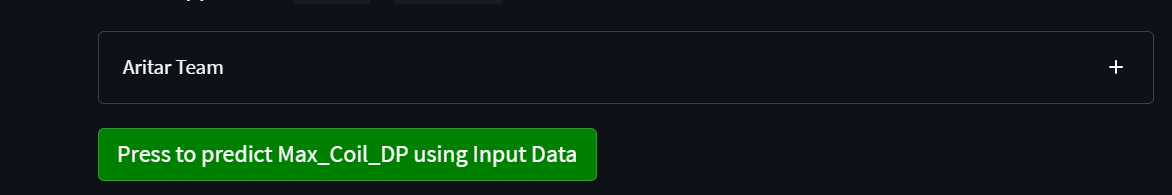 Aritar Team
Press to predict Max_Coil_DP using Input Data